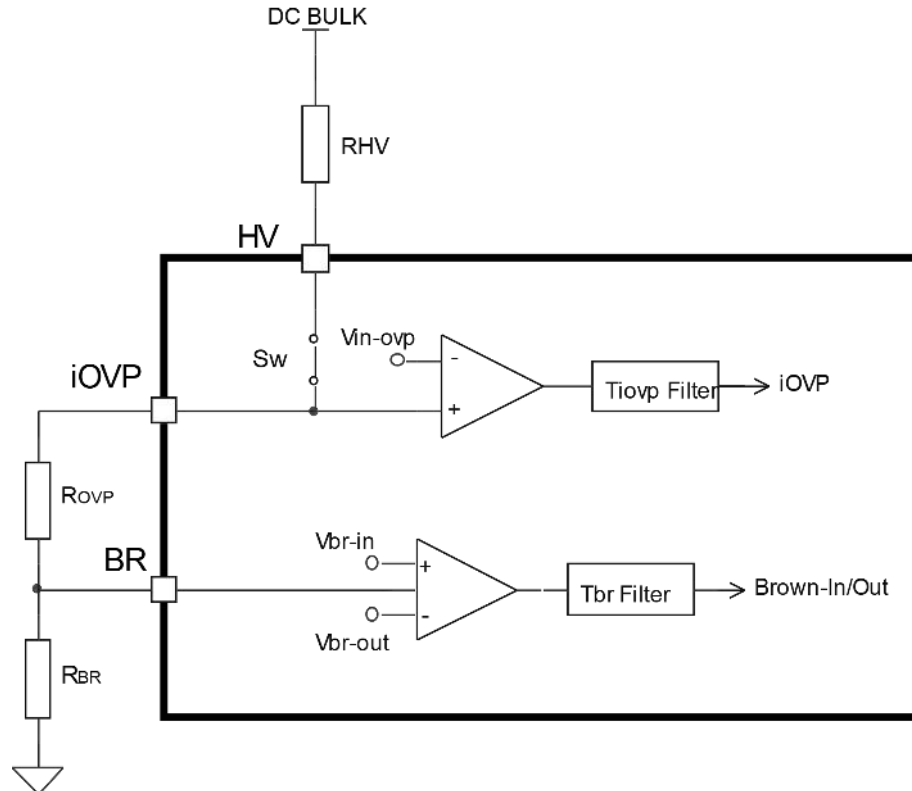 DC BULK
RHV
HV
Vin-ovp
Sw
-
iOVP
Tiovp Filter
iOVP
+
ROVP
Vbr-in
BR
+
Tbr Filter
Brown-In/Out
-
Vbr-out
RBR